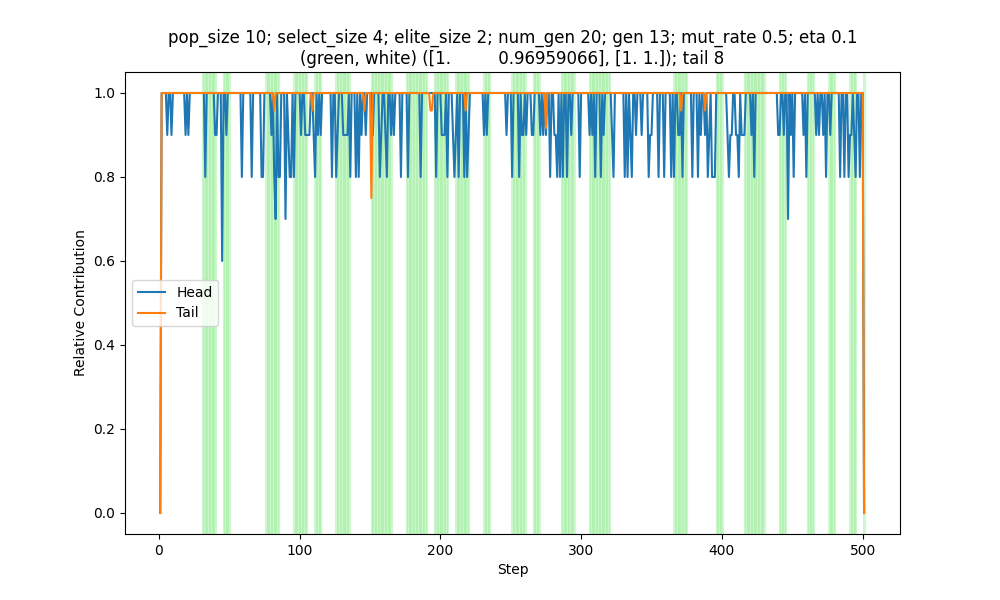 pop_size 10; select_size 4; elite_size 2; num_gen 20; gen 13; mut_rate 0.5; eta 0.1
(green, white) ([1.         0.96959066], [1. 1.]); tail 8
1.0
0.8
0.6
0.4
0.2
0.0
Relative Contribution
Head
Tail
0
100
200
300
400
500
Step